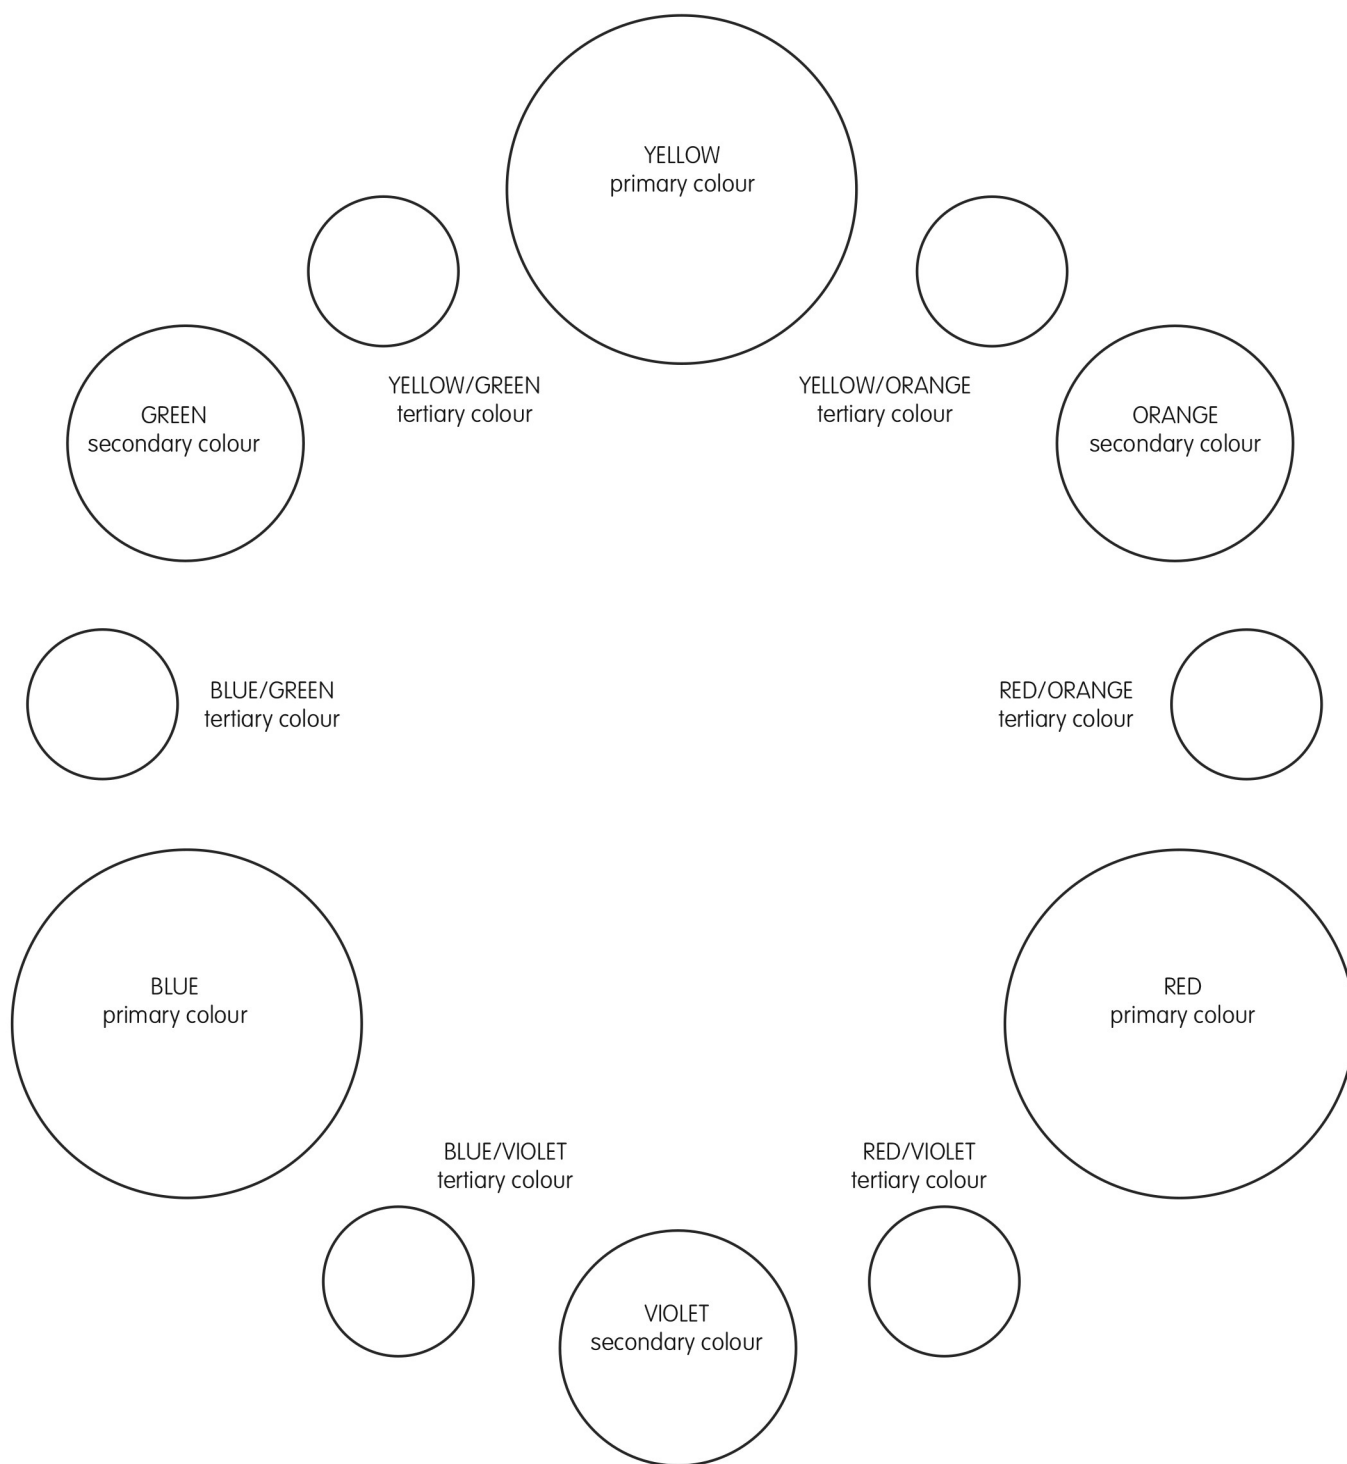 YELLOW
primary colour
YELLOW/GREEN
tertiary colour
YELLOW/ORANGE
tertiary colour
GREEN
secondary colour
ORANGE
secondary colour
BLUE/GREEN
tertiary colour
RED/ORANGE
tertiary colour
BLUE
primary colour
RED
primary colour
BLUE/VIOLET
tertiary colour
RED/VIOLET
tertiary colour
VIOLET
secondary colour